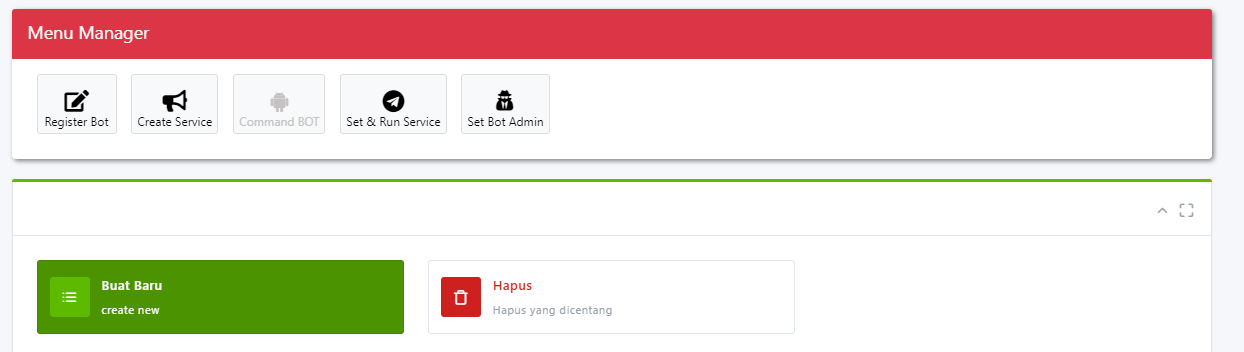 Menu Manager
Register Bot
Create Service
Command BOT
Set & Run Service
Set Bot Admin
Buat Baru
create new
Hapus
Hapus yang dicentang